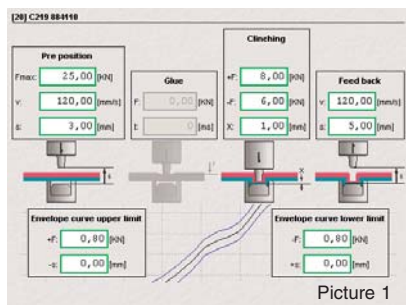 [20] C219 884110
Pre position
Fmax: 25,00 [KN]
v: 120,00 [mm/s]
s: 3,00 [mm]
Glue
F: 0,00 [KN]
t: 0 [ms]
Clinching
+F: 8,00 [KN]
-F: 6,00 [KN]
X: 1,00 [mm]
Feed back
v: 120,00 [mm/s]
s: 5,00 [mm]
s
F
X
s
Envelope curve upper limit
+F: 0,80 [KN]
-s: 0,00 [mm]
Envelope curve lower limit
-F: 0,80 [KN]
+s: 0,00 [mm]
Picture 1